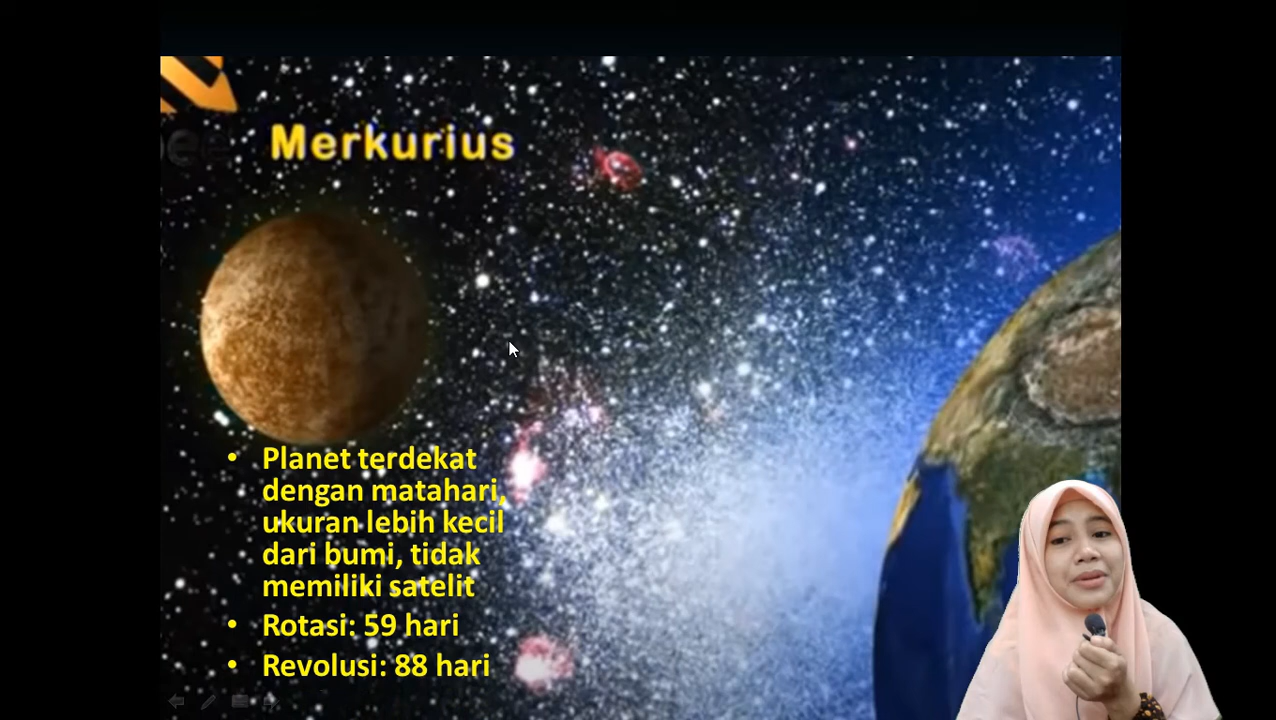 Merkurius
• Planet terdekat
dengan matahari,
ukuran lebih kecil
dari bumi, tidak
memiliki satelit
• Rotasi: 59 hari
• Revolusi: 88 hari